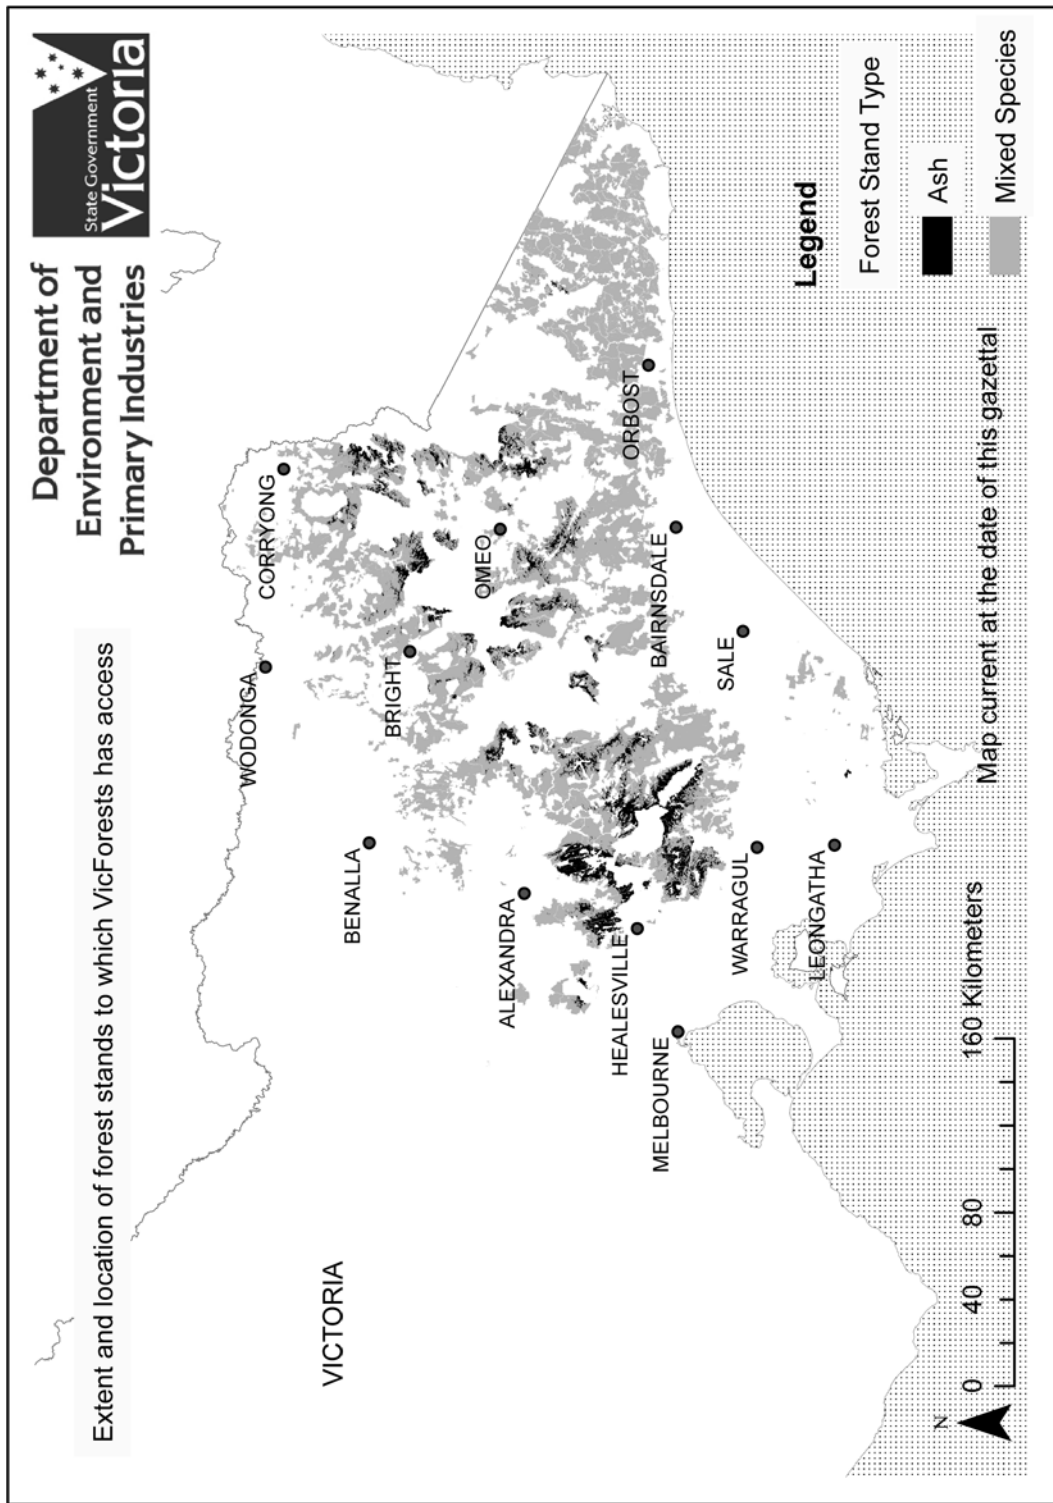 Extent and location of forest stands to which VicForests has access
Department of
Environment and
Primary Industries
State Government
Victoria
VICTORIA
WODONGA
CORRYONG
BENALLA
BRIGHT
ALEXANDRA
OMEO
HEALESVILLE
MELBOURNE
ORBOST
BAIRNSDALE
SALE
WARRAGUL
LEONGATHA
Legend
Forest Stand Type
Ash
Mixed Species
N
0
40
80
160 Kilometers
Map current at the date of this gazettal